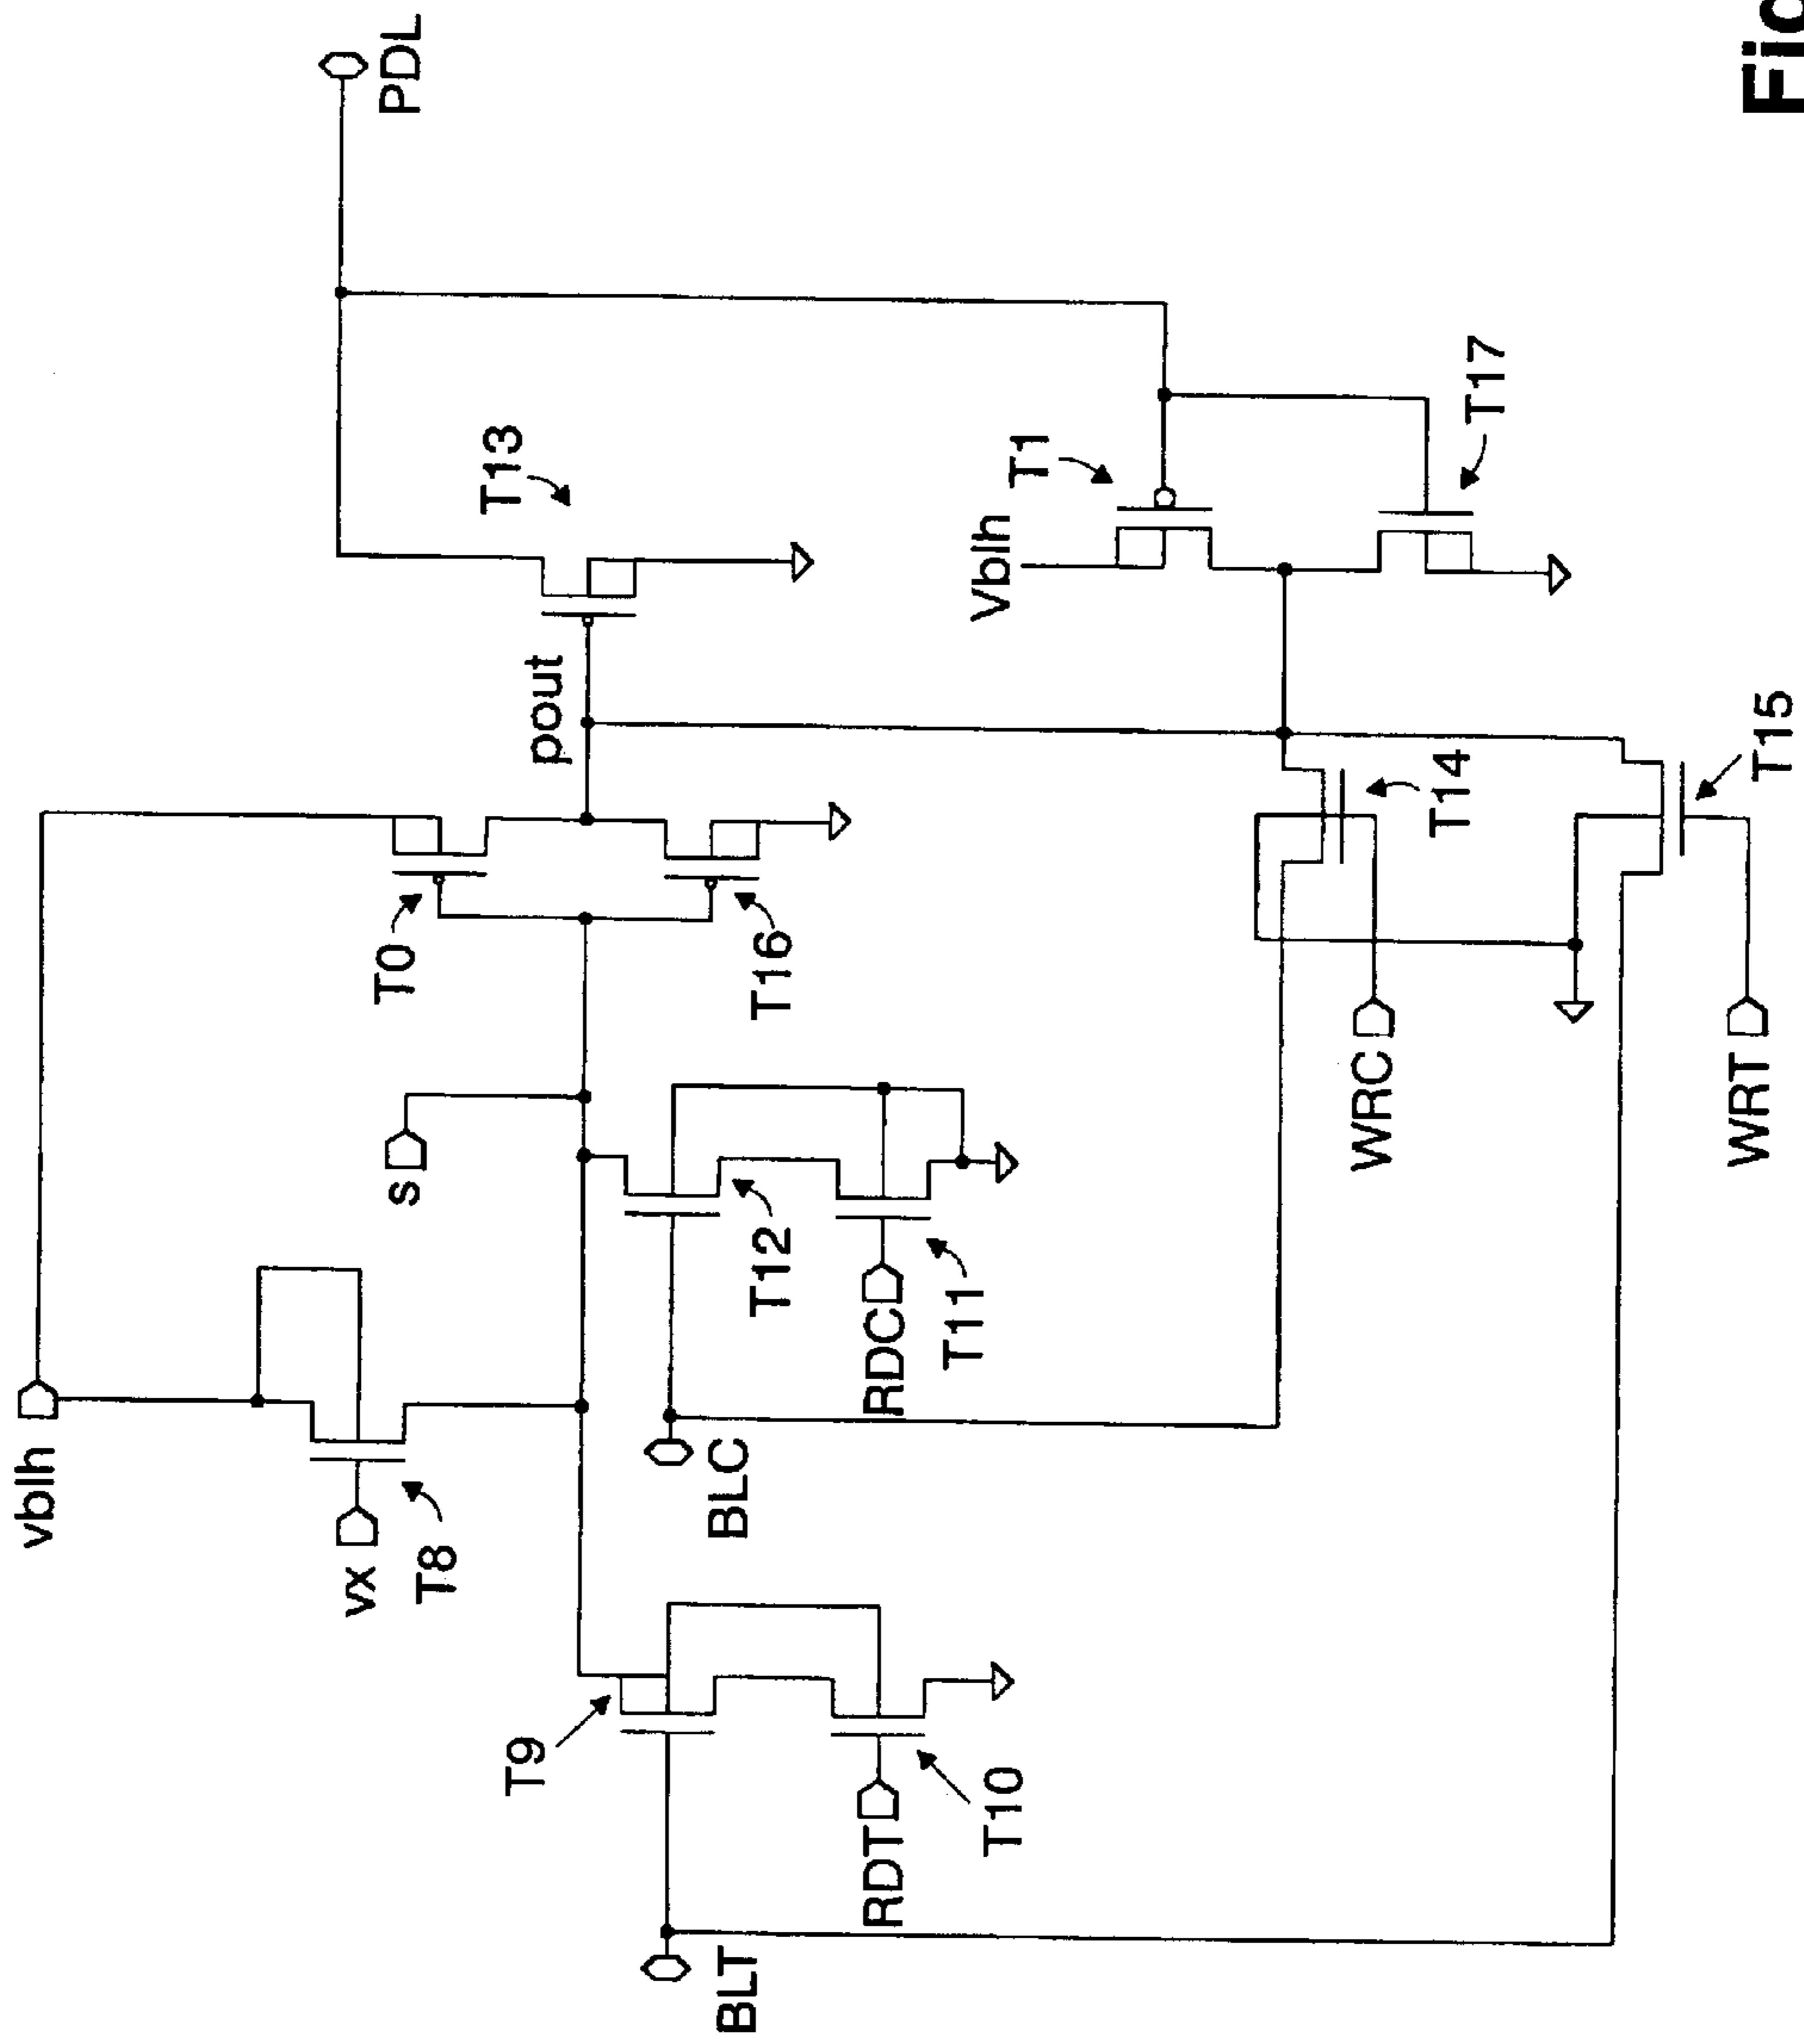 vblh
vx
T0
PDL
s
T8
T13
T9
pout
BLT
BLC
T12
T16
RDT
RDC
T11
Vblh
T10
T1
WRC
T14
T17
WRT
T15